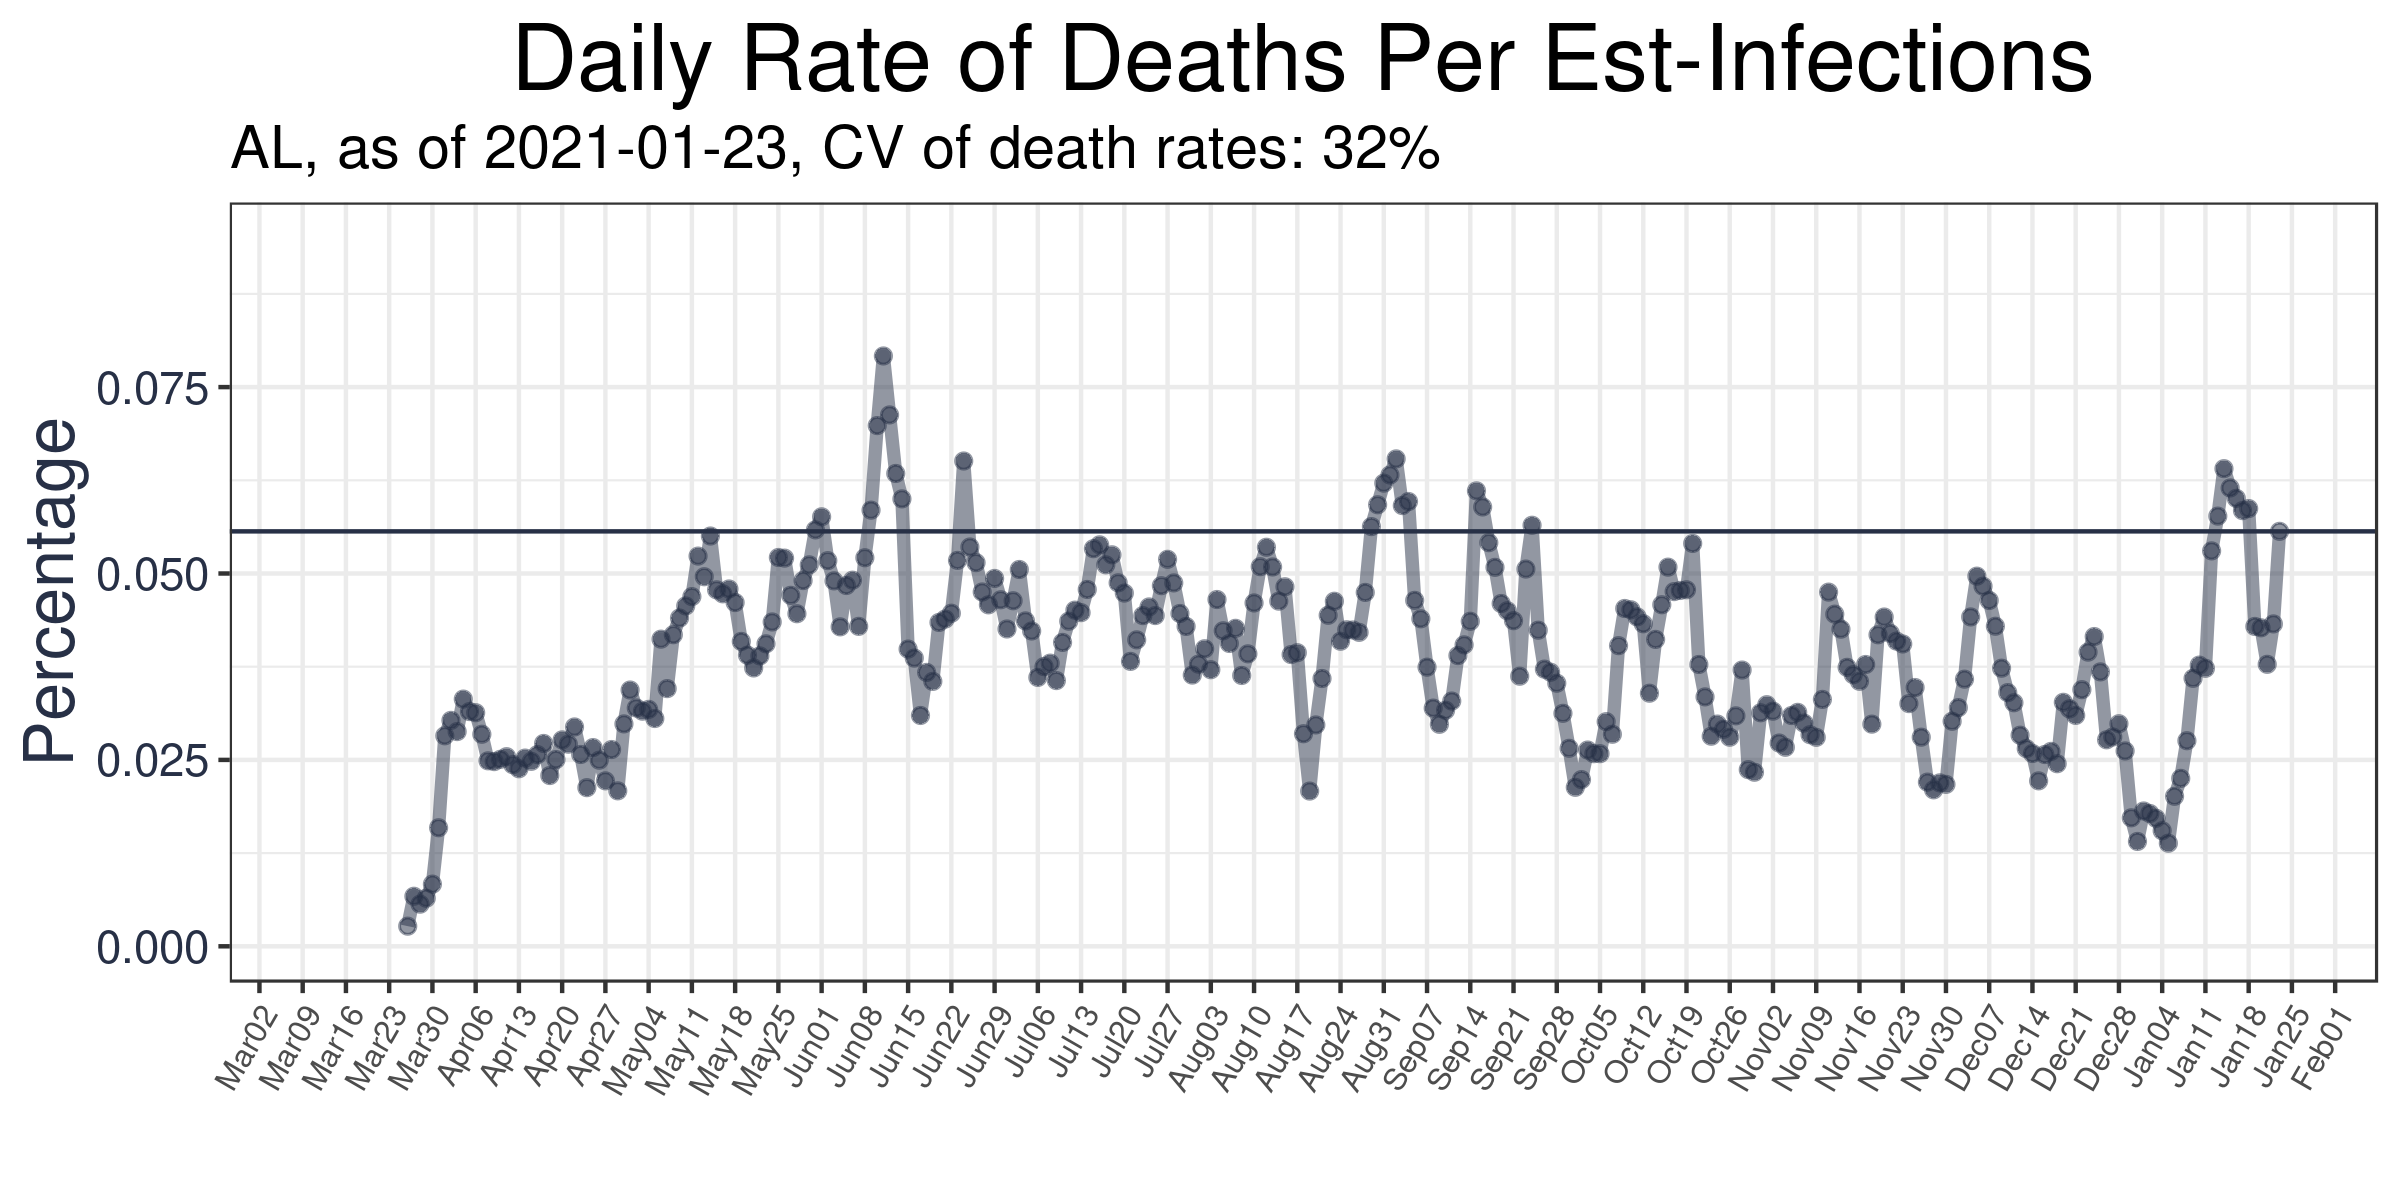 Daily Rate of Deaths Per Est-Infections
AL, as of 2021-01-23, CV of death rates: 32%
Percentage
0.075
0.050
0.025
0.000
Mar02 Mar09 Mar16 Mar23 Mar30 Apr06 Apr13 Apr20 Apr27 May04 May11 May18 May25 Jun01 Jun08 Jun15 Jun22 Jun29 Jul06 Jul13 Jul20 Jul27 Aug03 Aug10 Aug17 Aug24 Aug31 Sep07 Sep14 Sep21 Sep28 Oct05 Oct12 Oct19 Oct26 Nov02 Nov09 Nov16 Nov23 Nov30 Dec07 Dec14 Dec21 Dec28 Jan04 Jan11 Jan18 Jan25 Feb01